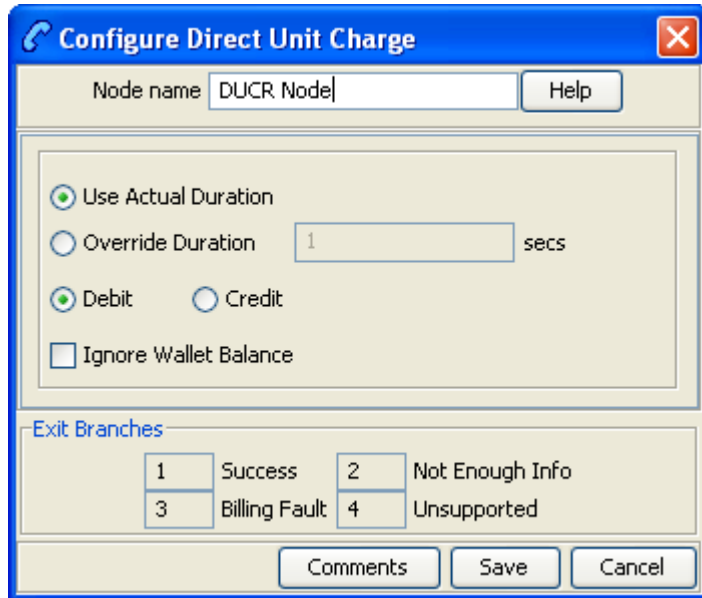 Configure Direct Unit Charge
Node name DUCR Node Help
Use Actual Duration
Override Duration 1 secs
Debit Credit
Ignore Wallet Balance
Exit Branches
1 Success 2 Not Enough Info
3 Billing Fault 4 Unsupported
Comments Save Cancel